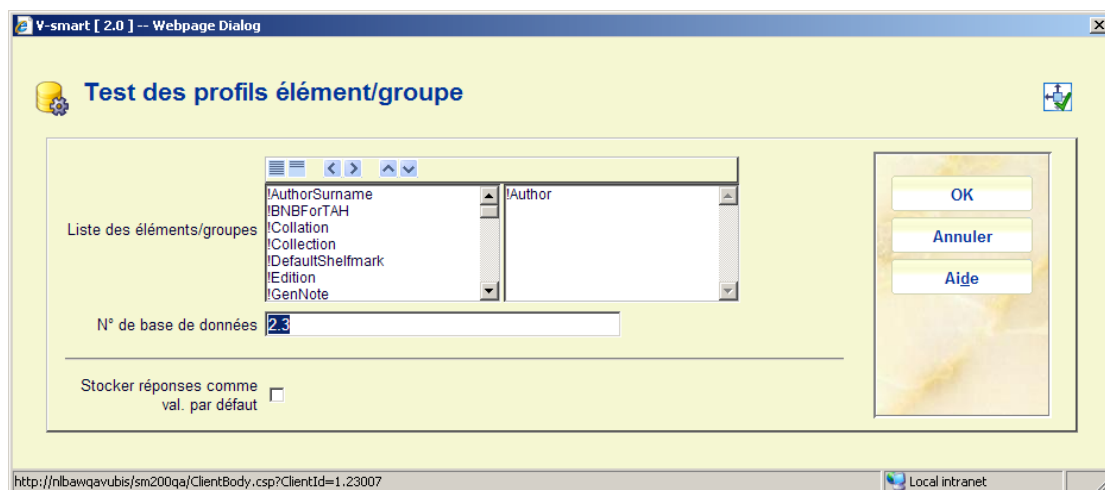 V-smart [ 2.0 ] -- Webpage Dialog
Test des profils élément/groupe
Liste des éléments/groupes
!AuthorSurname
!BNBForTAH
!Collation
!Collection
!DefaultShelfmark
!Edition
!GenNote
!Author
N° de base de données
2.3
Stocker réponses comme
val. par défaut
OK
Annuler
Aide
http://nlbawqavubis/sm200qa/ClientBody.csp?ClientId=1.23007
Local intranet